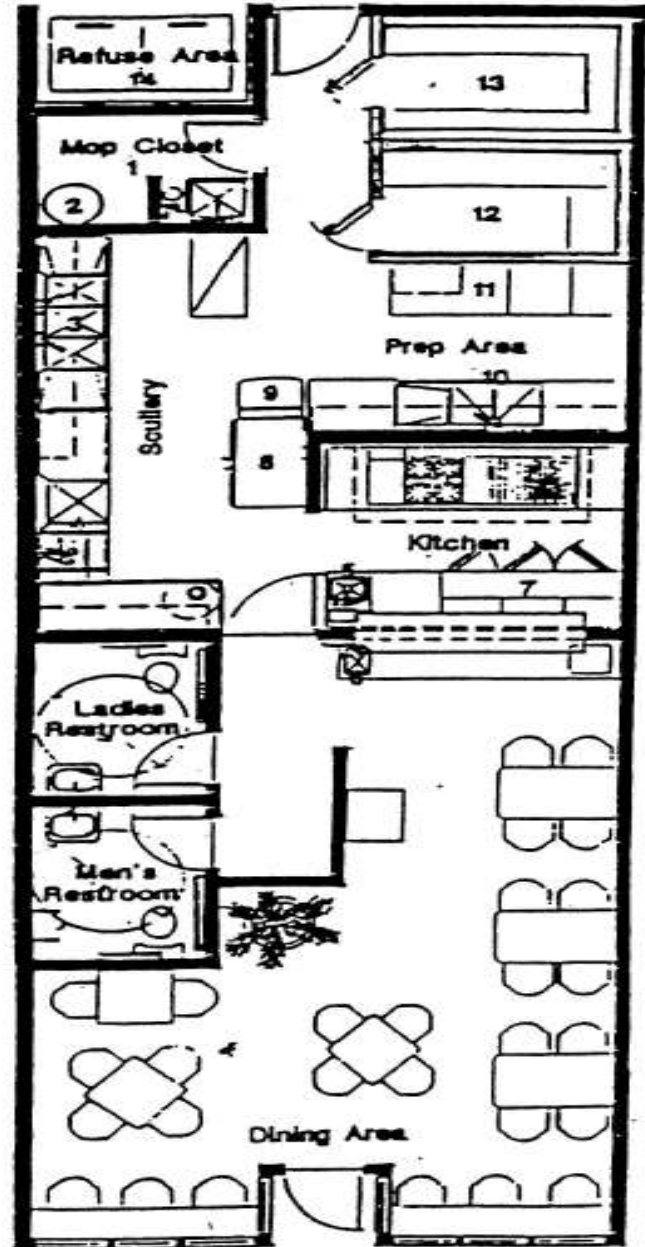 Refuse Area
14
13
Mop Closet
1
2
12
11
3
Prep Area
10
9
Scullery
8
Kitchen
7
Ladies
Restroom
Men's
Restroom
Dining Area